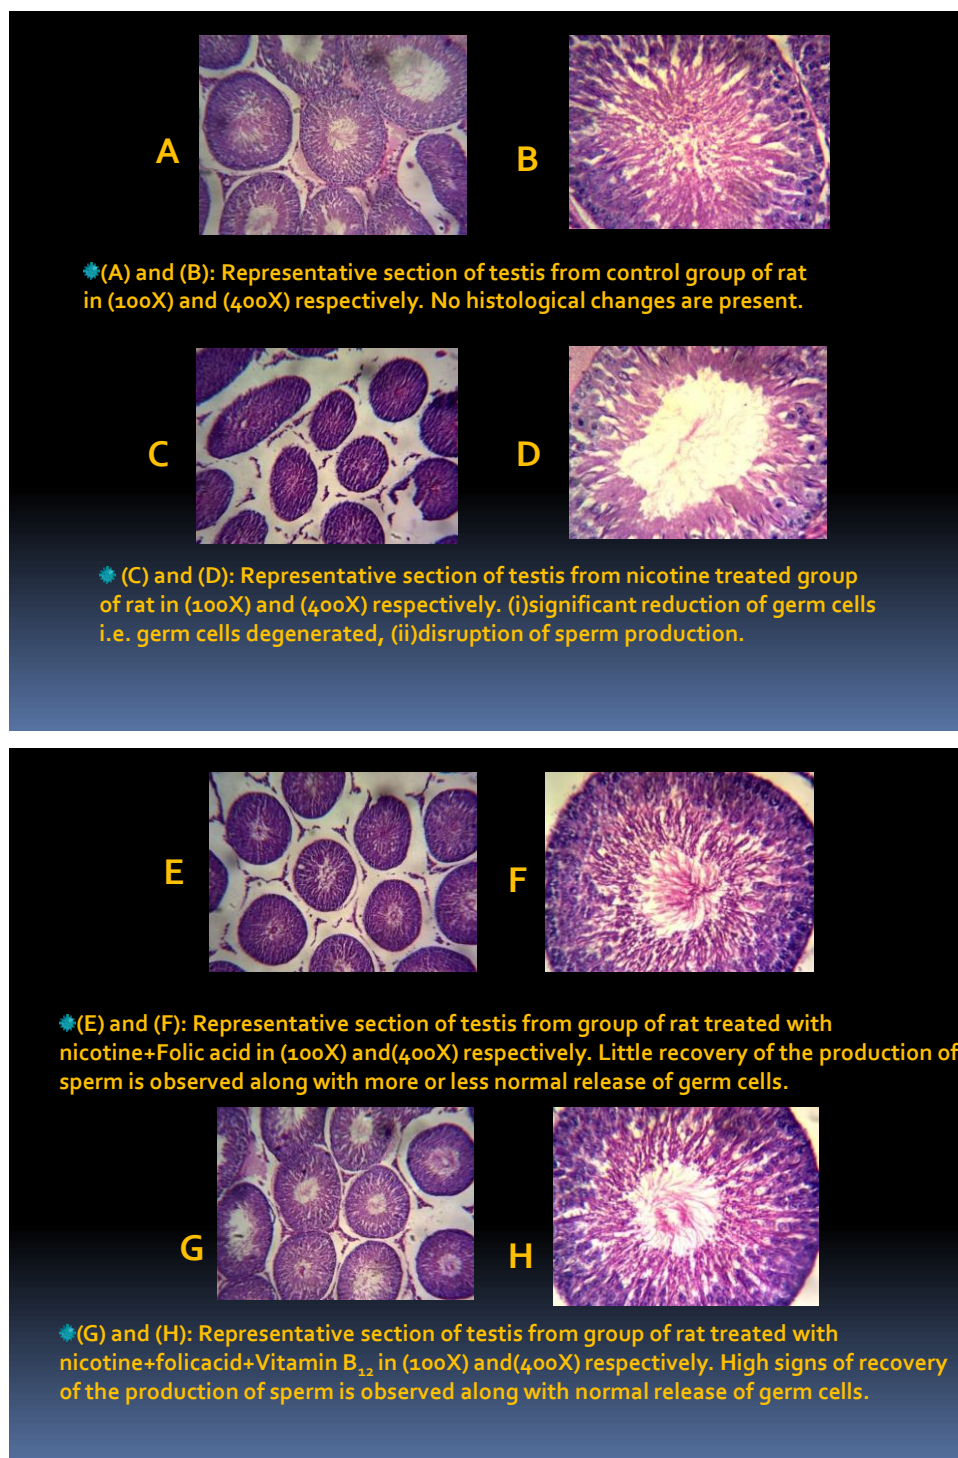 A
B
(A) and (B): Representative section of testis from control group of rat
in (100X) and (400X) respectively. No histological changes are present.
C
D
(C) and (D): Representative section of testis from nicotine treated group
of rat in (100X) and (400X) respectively. (i)significant reduction of germ cells
i.e. germ cells degenerated, (ii)disruption of sperm production.
E
F
(E) and (F): Representative section of testis from group of rat treated with
nicotine+Folic acid in (100X) and(400X) respectively. Little recovery of the production of
sperm is observed along with more or less normal release of germ cells.
G
H
(G) and (H): Representative section of testis from group of rat treated with
nicotine+folicacid+Vitamin B12 in (100X) and(400X) respectively. High signs of recovery
of the production of sperm is observed along with normal release of germ cells.